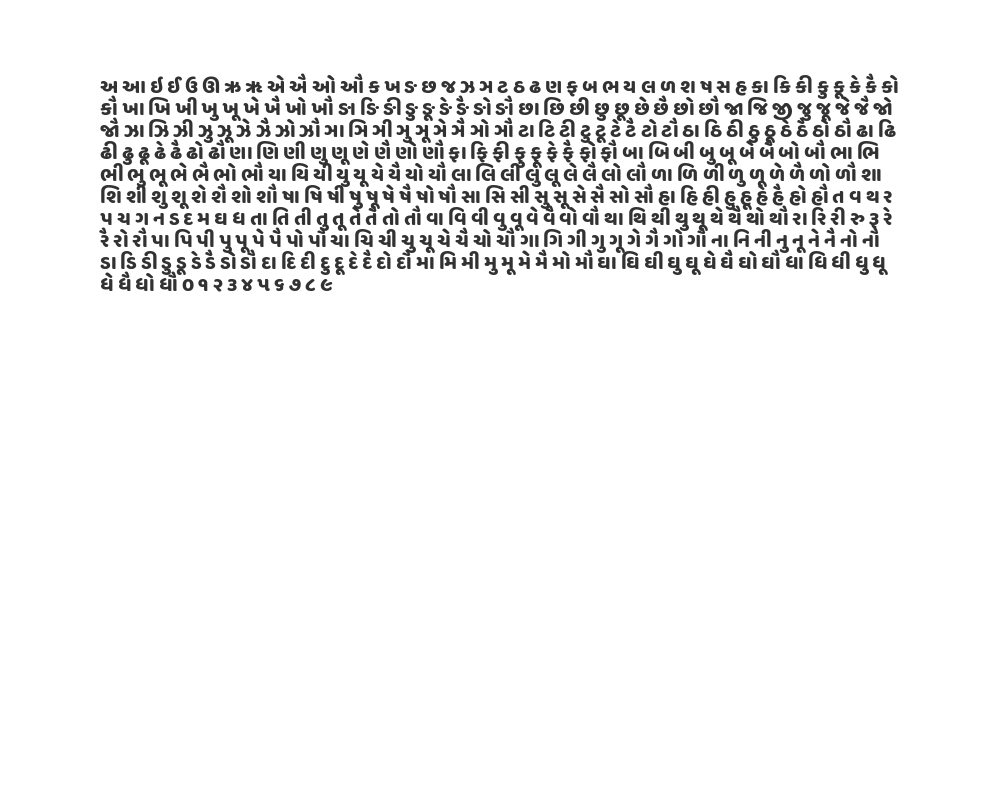 અ આ ઇ ઈ ઉ ઊ ઋ ૠ એ ઐ ઓ ઔ ક ખ ઙ છ જ ઝ ઞ ટ ઠ ઢ ણ ફ બ ભ ય લ ળ શ ષ સ હ કા કિ કી કુ કૂ કે કૈ કો
કૌ ખા ખિ ખી ખુ ખૂ ખે ખૈ ખો ખૌ ઙા ઙિ ઙી ઙુ ઙૂ ઙે ઙૈ ઙો ઙૌ છા છિ છી છુ છૂ છે છૈ છો છૌ જા જિ જી જુ જૂ જે જૈ જો
જૌ ઝા ઝિ ઝી ઝુ ઝૂ ઝે ઝૈ ઝો ઝૌ ઞા ઞિ ઞી ઞુ ઞૂ ઞે ઞૈ ઞો ઞૌ ટા ટિ ટી ટુ ટૂ ટે ટૈ ટો ટૌ ઠા ઠિ ઠી ઠુ ઠૂ ઠે ઠૈ ઠો ઠૌ ઢા ઢિ
ઢી ઢુ ઢૂ ઢે ઢૈ ઢો ઢૌ ણા ણિ ણી ણુ ણૂ ણે ણૈ ણો ણૌ ફા ફિ ફી ફુ ફૂ ફે ફૈ ફો ફૌ બા બિ બી બુ બૂ બે બૈ બો બૌ ભા ભિ
ભી ભુ ભૂ ભે ભૈ ભો ભૌ યા યિ યી યુ યૂ યે યૈ યો યૌ લા લિ લી લુ લૂ લે લૈ લો લૌ ળા ળિ ળી ળુ ળૂ ળે ળૈ ળો ળૌ શા
શિ શી શુ શૂ શે શૈ શો શૌ ષા ષિ ષી ષુ ષૂ ષે ષૈ ષો ષૌ સા સિ સી સુ સૂ સે સૈ સો સૌ હા હિ હી હુ હૂ હે હૈ હો હૌ ત વ થ ર
પ ચ ગ ન ડ દ મ ઘ ધ તા તિ તી તુ તૂ તે તૈ તો તૌ વા વિ વી વુ વૂ વે વૈ વો વૌ થા થિ થી થુ થૂ થે થૈ થો થૌ રા રિ રી રુ રૂ રે
રૈ રો રૌ પા પિ પી પુ પૂ પે પૈ પો પૌ ચા ચિ ચી ચુ ચૂ ચે ચૈ ચો ચૌ ગા ગિ ગી ગુ ગૂ ગે ગૈ ગો ગૌ ના નિ ની નુ નૂ ને નૈ નો નૌ
ડા ડિ ડી ડુ ડૂ ડે ડૈ ડો ડૌ દા દિ દી દુ દૂ દે દૈ દો દૌ મા મિ મી મુ મૂ મે મૈ મો મૌ ઘા ઘિ ઘી ઘુ ઘૂ ઘે ઘૈ ઘો ઘૌ ધા ધિ ધી ધુ ધૂ
ધે ધૈ ધો ધૌ ૦ ૧ ૨ ૩ ૪ ૫ ૬ ૭ ૮ ૯